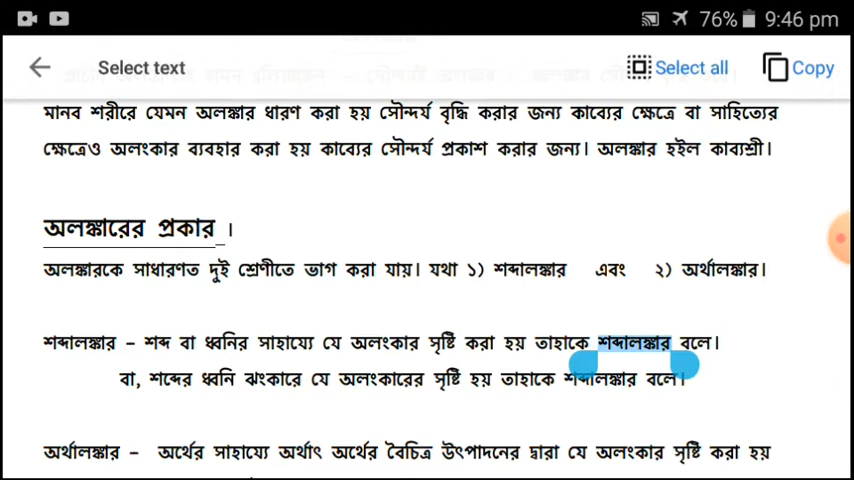 76% 9:46 pm
Select text Select all Copy
মানব শরীরে যেমন অলঙ্কার ধারণ করা হয় সৌন্দর্য বৃদ্ধি করার জন্য কাব্যের ক্ষেত্রে বা সাহিত্যের
ক্ষেত্রেও অলংকার ব্যবহার করা হয় কাব্যের সৌন্দর্য প্রকাশ করার জন্য। অলঙ্কার হইল কাব্যশ্রী।
অলঙ্কারের প্রকার ।
অলঙ্কারকে সাধারণত দুই শ্রেণীতে ভাগ করা যায়। যথা ১) শব্দালঙ্কার এবং ২) অর্থালঙ্কার।
শব্দালঙ্কার – শব্দ বা ধ্বনির সাহায্যে যে অলংকার সৃষ্টি করা হয় তাহাকে শব্দালঙ্কার বলে।
বা, শব্দের ধ্বনি ঝংকারে যে অলংকারের সৃষ্টি হয় তাহাকে শব্দালঙ্কার বলে।
অর্থালঙ্কার – অর্থের সাহায্যে অর্থাৎ অর্থের বৈচিত্র উৎপাদনের দ্বারা যে অলংকার সৃষ্টি করা হয়